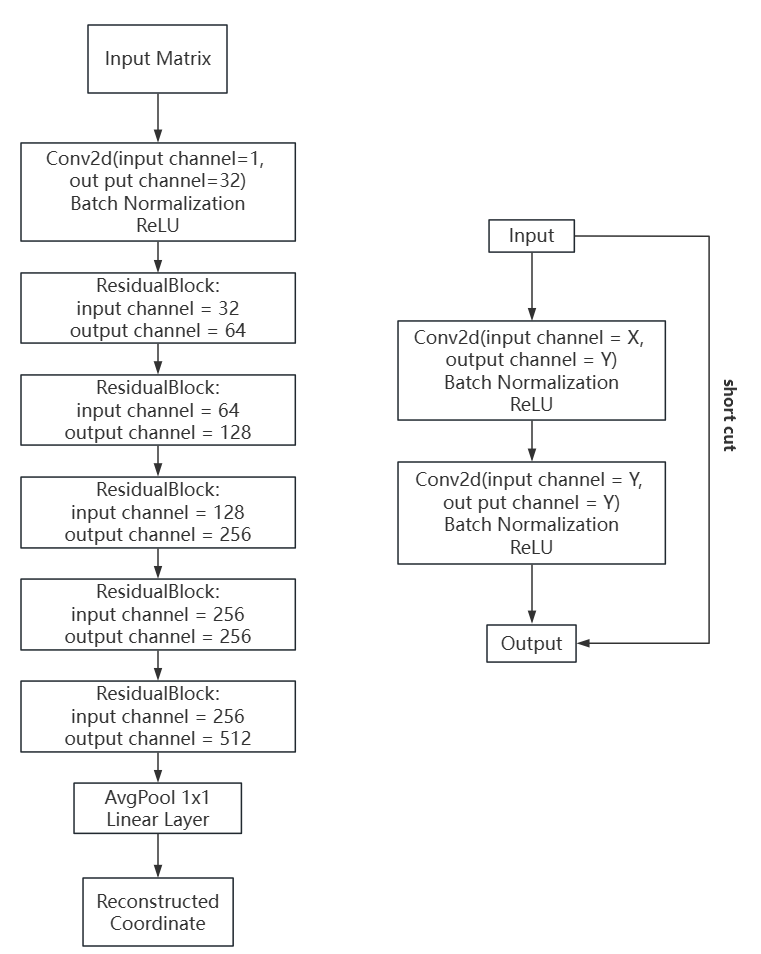 Input Matrix
Conv2d(input channel=1,
out put channel=32)
Batch Normalization
ReLU
ResidualBlock:
input channel = 32
output channel = 64
ResidualBlock:
input channel = 64
output channel = 128
ResidualBlock:
input channel = 128
output channel = 256
ResidualBlock:
input channel = 256
output channel = 256
ResidualBlock:
input channel = 256
output channel = 512
AvgPool 1x1
Linear Layer
Reconstructed
Coordinate
Input
Conv2d(input channel = X,
output channel = Y)
Batch Normalization
ReLU
Conv2d(input channel = Y,
out put channel = Y)
Batch Normalization
ReLU
Output
short cut